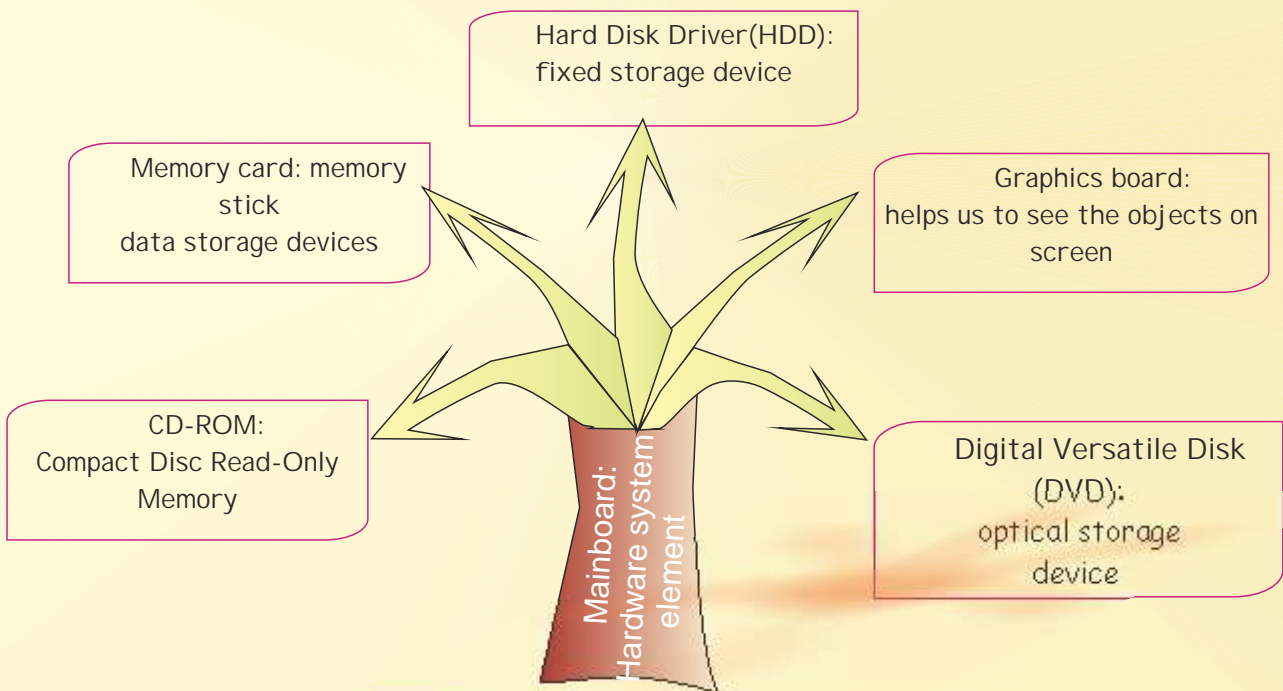 Hard Disk Driver(HDD):
fixed storage device
Memory card: memory
stick
data storage devices
Graphics board:
helps us to see the objects on
screen
CD-ROM:
Compact Disc Read-Only
Memory
Digital Versatile Disk
(DVD):
optical storage
device
Mainboard:
Hardware system
element